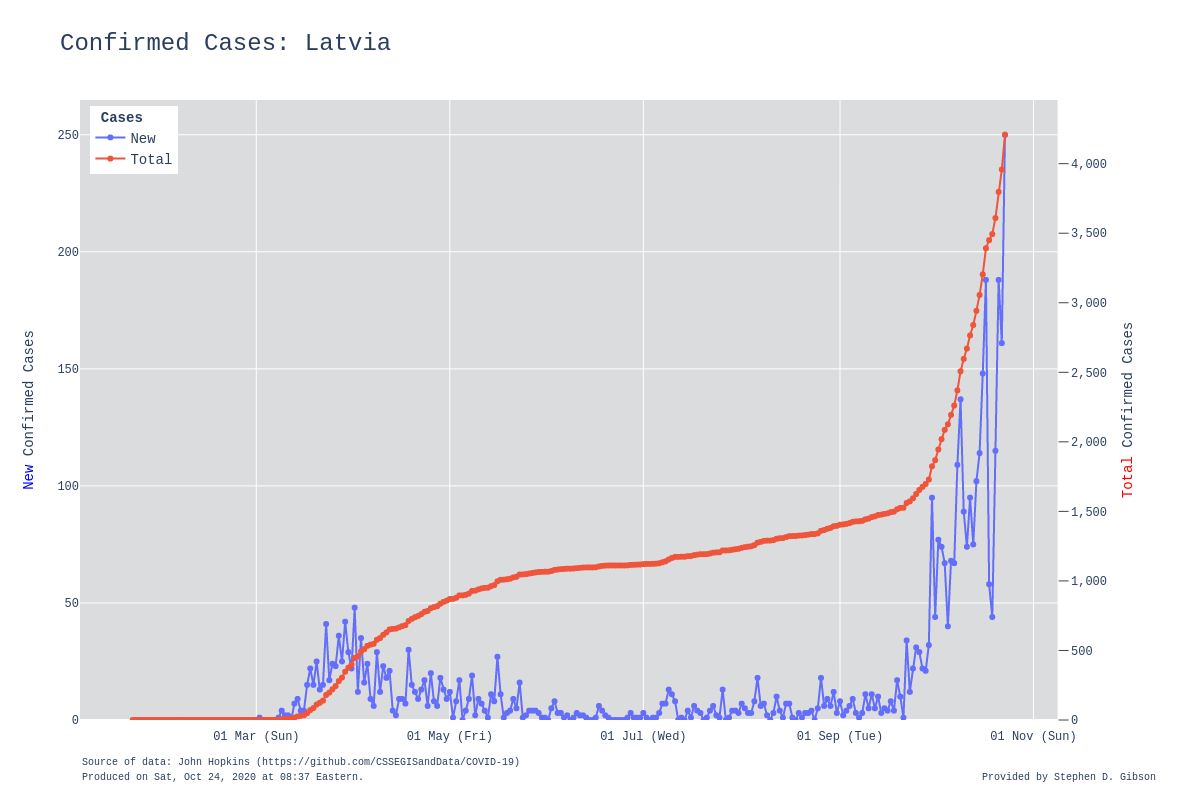 Confirmed Cases: Latvia
Cases
New
Total
250
200
150
100
50
0
New Confirmed Cases
4,000
3,500
3,000
2,500
2,000
1,500
1,000
500
0
Total Confirmed Cases
01 Mar (Sun)
01 May (Fri)
01 Jul (Wed)
01 Sep (Tue)
01 Nov (Sun)
Source of data: John Hopkins (https://github.com/CSSEGISandData/COVID-19)
Produced on Sat, Oct 24, 2020 at 08:37 Eastern.
Provided by Stephen D. Gibson